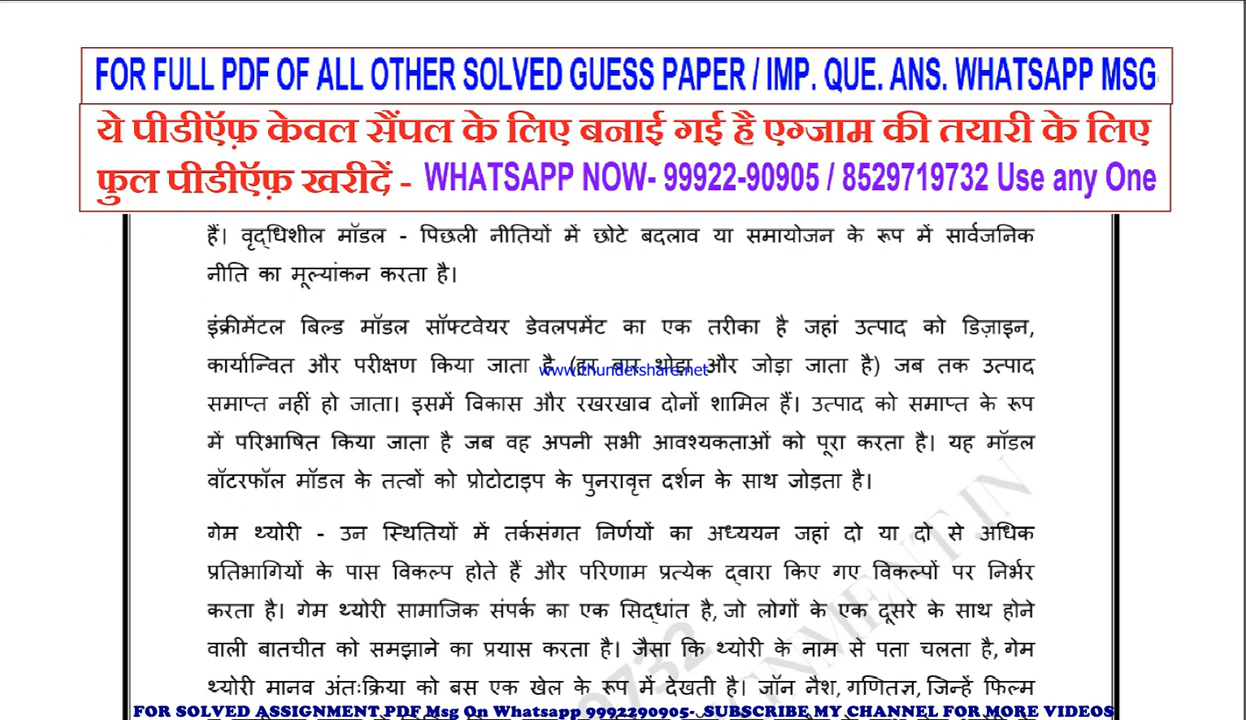 FOR FULL PDF OF ALL OTHER SOLVED GUESS PAPER / IMP. QUE. ANS. WHATSAPP MSG
ये पीडीऍफ़ केवल सैंपल के लिए बनाई गई है एग्जाम की तयारी के लिए
फुल पीडीऍफ़ खरीदें - WHATSAPP NOW- 99922-90905 / 8529719732 Use any One
हैं। वृद्धिशील मॉडल - पिछली नीतियों में छोटे बदलाव या समायोजन के रूप में सार्वजनिक
नीति का मूल्यांकन करता है।
इंक्रीमेंटल बिल्ड मॉडल सॉफ्टवेयर डेवलपमेंट का एक तरीका है जहां उत्पाद को डिज़ाइन,
कार्यान्वित और परीक्षण किया जाता है (हर बार थोड़ा और जोड़ा जाता है) जब तक उत्पाद
www.thundershare.net
समाप्त नहीं हो जाता। इसमें विकास और रखरखाव दोनों शामिल हैं। उत्पाद को समाप्त के रूप
में परिभाषित किया जाता है जब वह अपनी सभी आवश्यकताओं को पूरा करता है। यह मॉडल
वॉटरफॉल मॉडल के तत्वों को प्रोटोटाइप के पुनरावृत्त दर्शन के साथ जोड़ता है।
गेम थ्योरी - उन स्थितियों में तर्कसंगत निर्णयों का अध्ययन जहां दो या दो से अधिक
प्रतिभागियों के पास विकल्प होते हैं और परिणाम प्रत्येक द्वारा किए गए विकल्पों पर निर्भर
करता है। गेम थ्योरी सामाजिक संपर्क का एक सिद्धांत है, जो लोगों के एक दूसरे के साथ होने
वाली बातचीत को समझाने का प्रयास करता है। जैसा कि थ्योरी के नाम से पता चलता है, गेम
थ्योरी मानव अंतःक्रिया को बस एक खेल के रूप में देखती है। जॉन नैश, गणितज्ञ, जिन्हें फिल्म
FOR SOLVED ASSIGNMENT PDF Msg On Whatsapp 9992290905- SUBSCRIBE MY CHANNEL FOR MORE VIDEOS